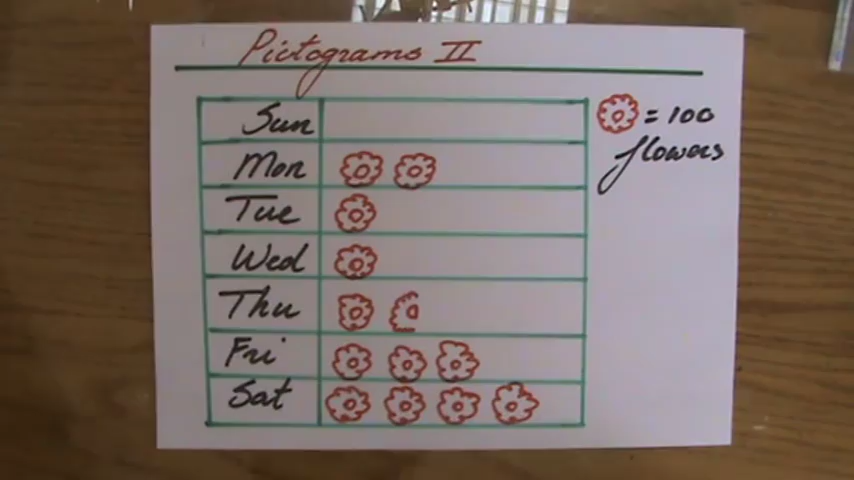 Pictograms II
Sun
= 100
flowers
Mon
Tue
Wed
Thu
Fri
Sat